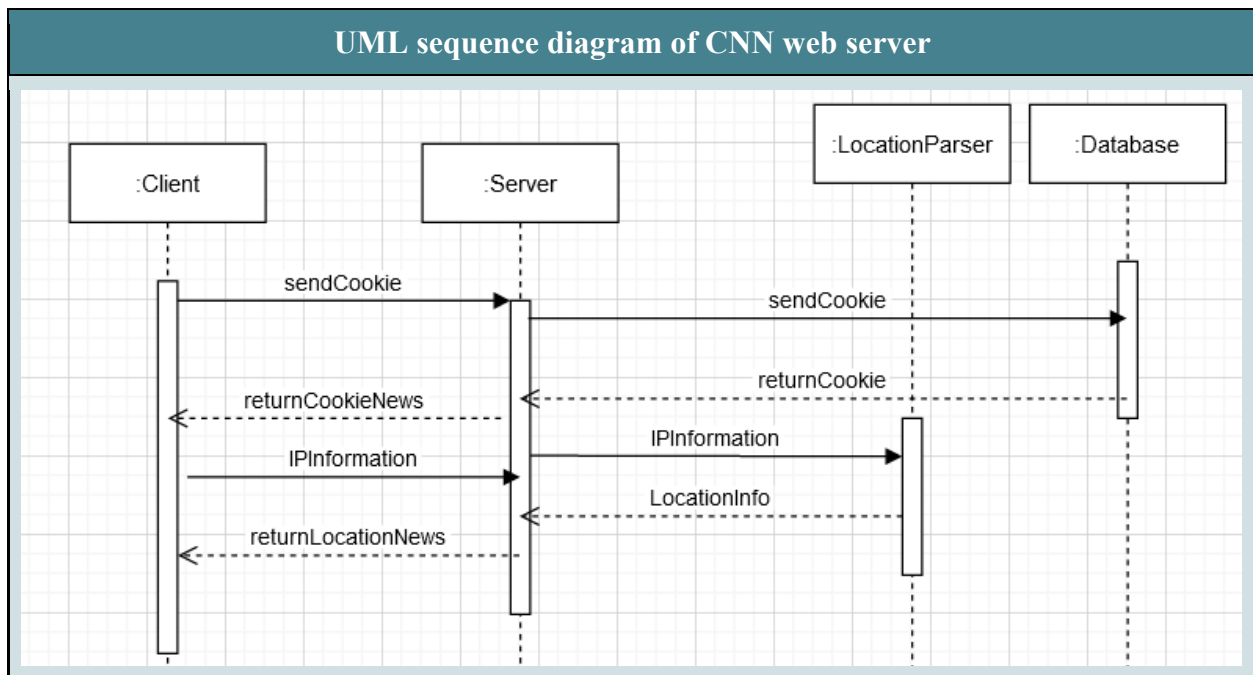 UML sequence diagram of CNN web server
:LocationParser
:Database
:Client
:Server
sendCookie
sendCookie
returnCookie
returnCookieNews
IPInformation
IPInformation
LocationInfo
returnLocationNews